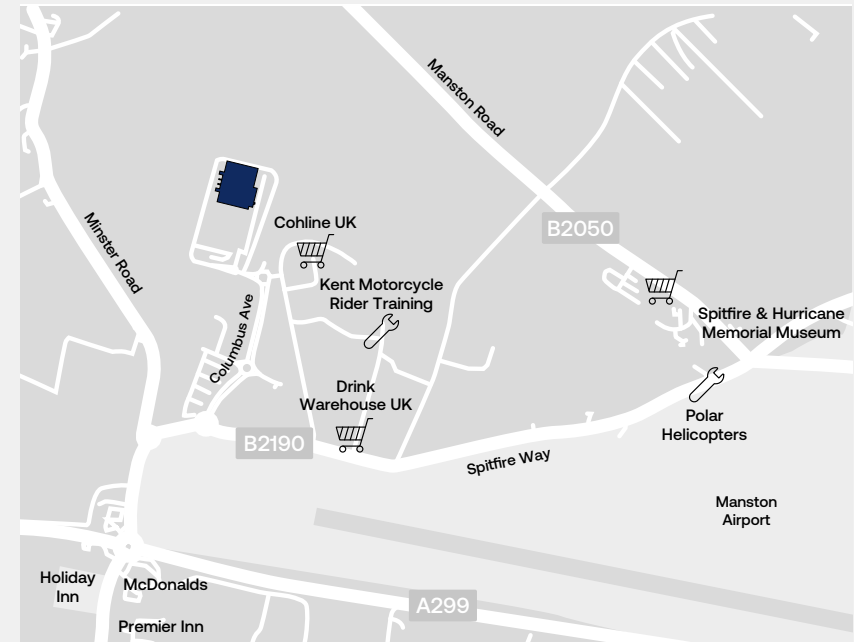 Manston Road
Minster Road
Cohline UK
B2050
Kent Motorcycle
Rider Training
Columbus Ave
Spitfire & Hurricane
Memorial Museum
Drink
Warehouse UK
Polar
Helicopters
B2190
Spitfire Way
Manston
Airport
Holiday
Inn
McDonalds
A299
Premier Inn